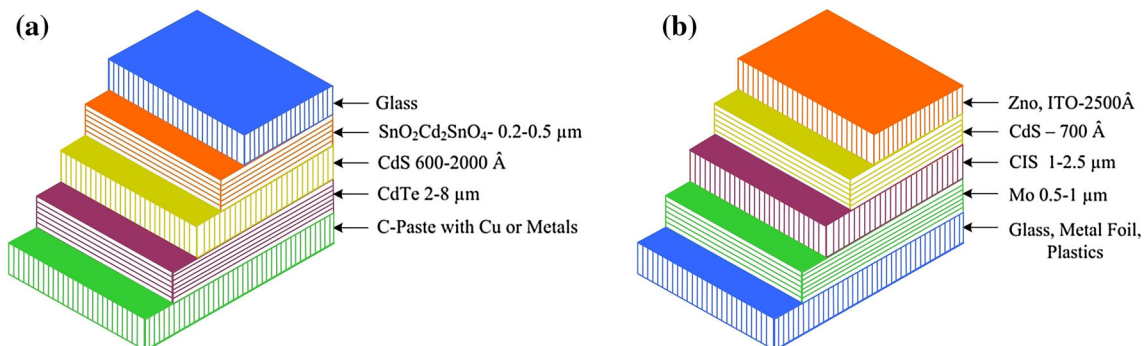 (a)
Glass
SnO₂Cd₂SnO₄- 0.2-0.5 µm
CdS 600-2000 Â
CdTe 2-8 µm
C-Paste with Cu or Metals
(b)
Zno, ITO-2500Â
CdS – 700 Â
CIS 1-2.5 µm
Mo 0.5-1 µm
Glass, Metal Foil,
Plastics